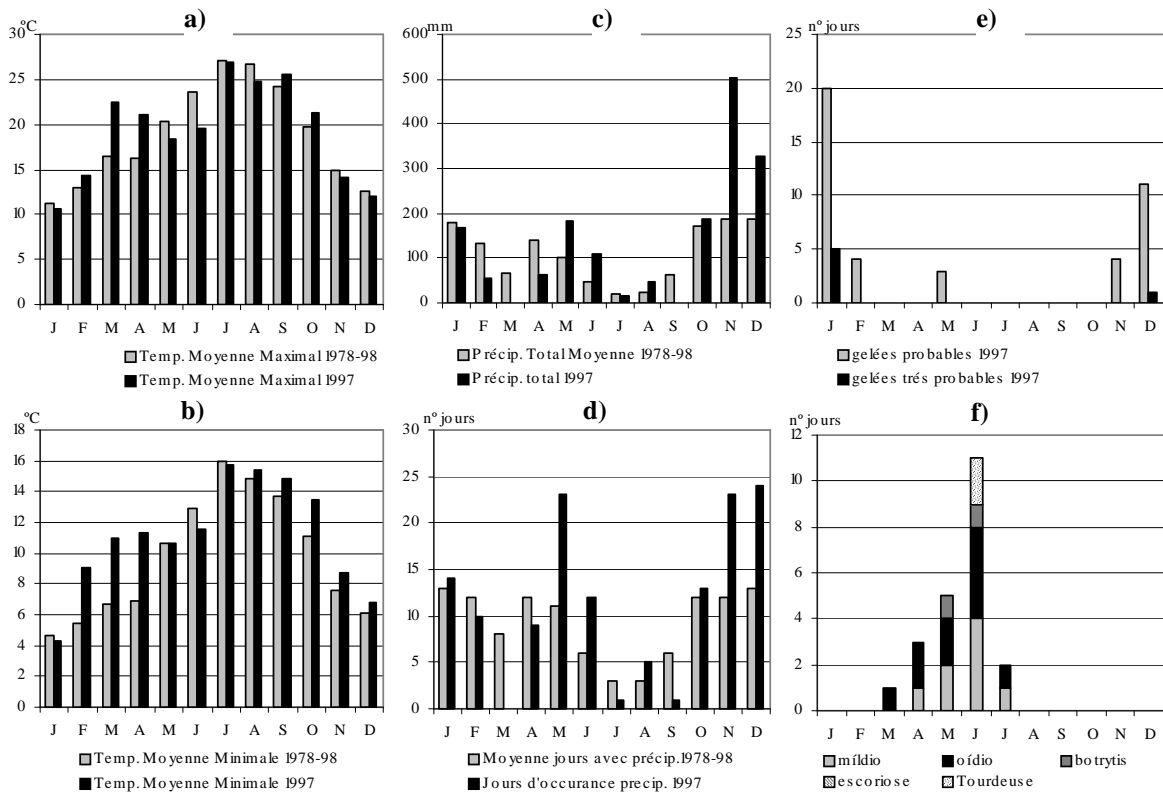 a)
ºC
30
25
20
15
10
5
0
J F M A M J J A S O N D
Temp. Moyenne Maximal 1978-98
Temp. Moyenne Maximal 1997
c)
mm
600
500
400
300
200
100
0
J F M A M J J A S O N D
Précip. Total Moyenne 1978-98
Précip. total 1997
e)
nº jours
25
20
15
10
5
0
J F M A M J J A S O N D
gelées probables 1997
gelées trés probables 1997
b)
ºC
18
16
14
12
10
8
6
4
2
0
J F M A M J J A S O N D
Temp. Moyenne Minimale 1978-98
Temp. Moyenne Minimale 1997
d)
nº jours
30
25
20
15
10
5
0
J F M A M J J A S O N D
Moyenne jours avec précip.1978-98
Jours d'occurance precip. 1997
f)
nº jours
12
10
8
6
4
2
0
J F M A M J J A S O N D
míldio oídio botrytis
escoriose Tourdeuse